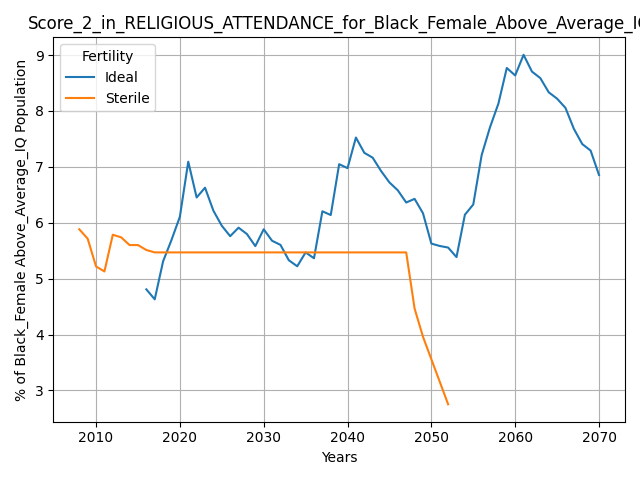 Score_2_in_RELIGIOUS_ATTENDANCE_for_Black_Female_Above_Average_IQ
Fertility
Ideal
Sterile
% of Black_Female Above_Average_IQ Population
9
8
7
6
5
4
3
2010 2020 2030 2040 2050 2060 2070
Years